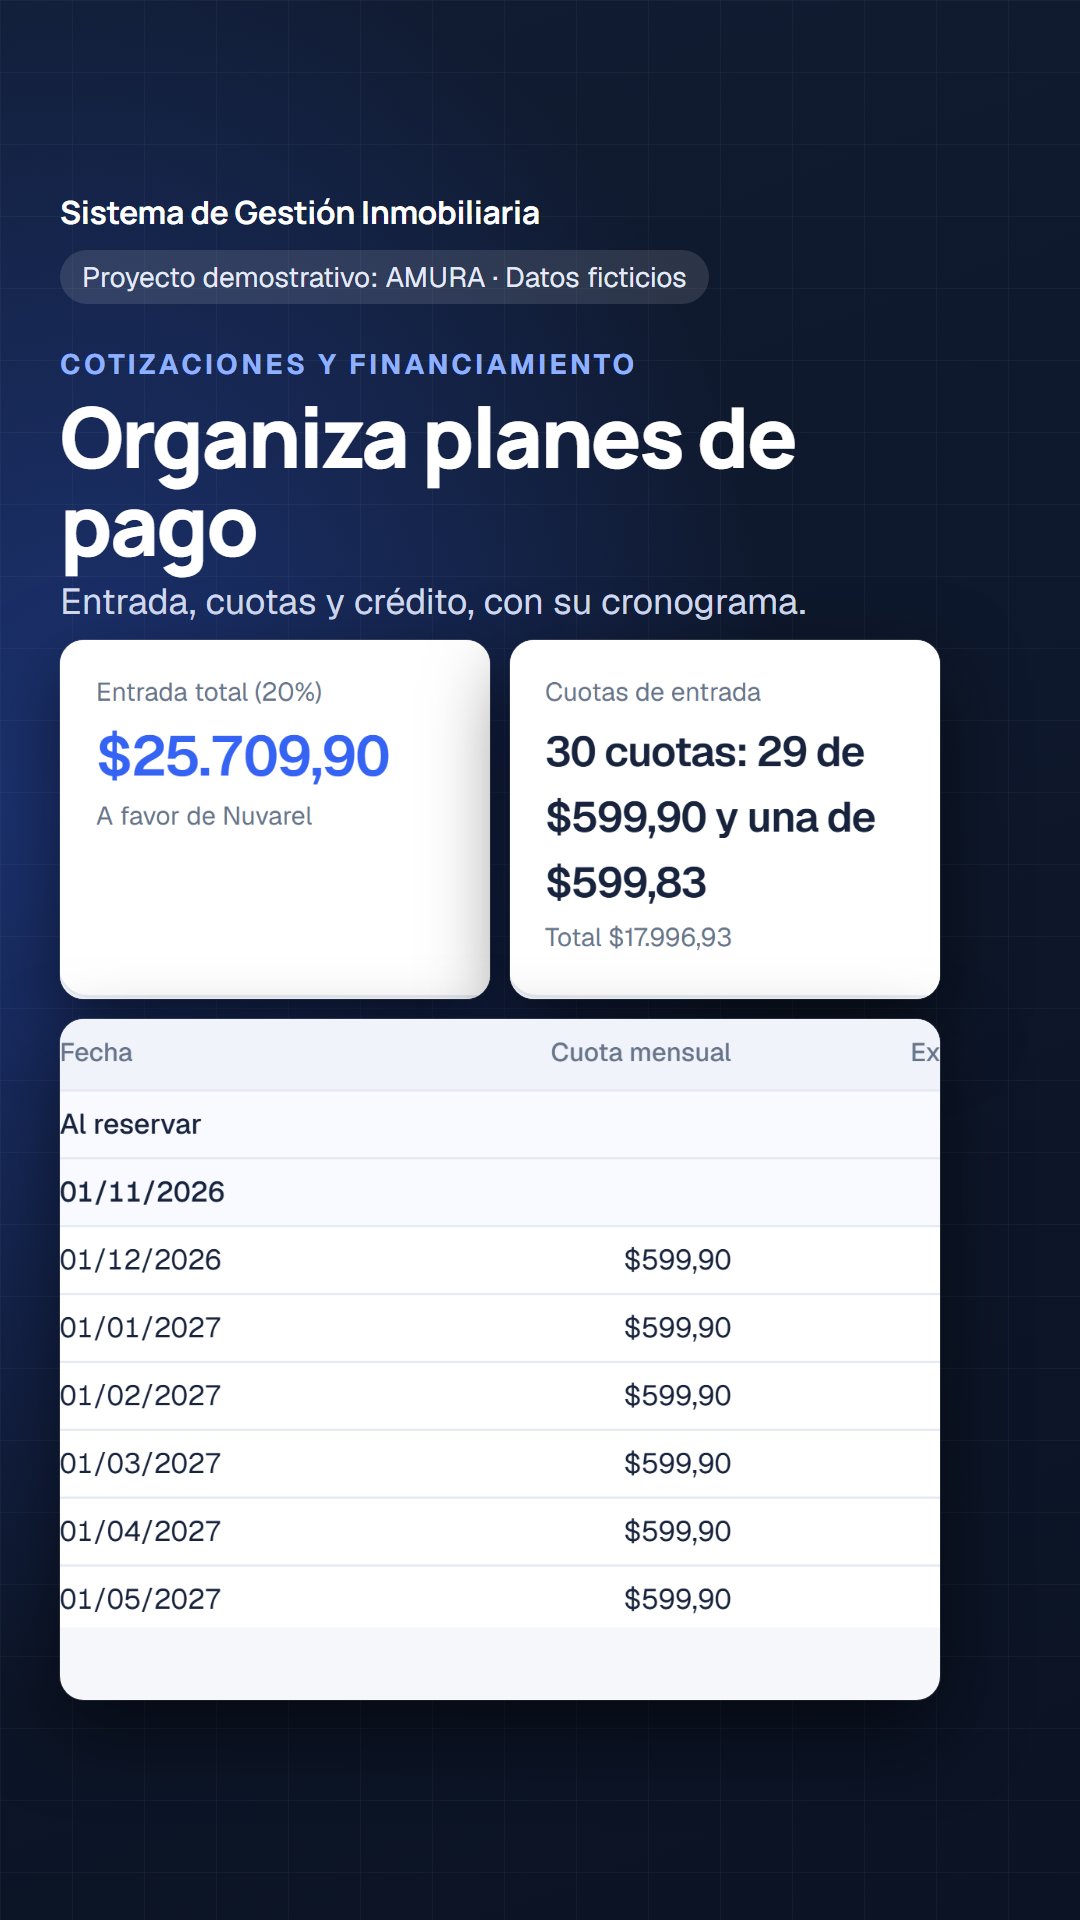 Sistema de Gestión Inmobiliaria
Proyecto demostrativo: AMURA · Datos ficticios
COTIZACIONES Y FINANCIAMIENTO
Organiza planes de
pago
Entrada, cuotas y crédito, con su cronograma.
Entrada total (20%)
$25.709,90
A favor de Nuvarel
Cuotas de entrada
30 cuotas: 29 de
$599,90 y una de
$599,83
Total $17.996,93
Fecha Cuota mensual Ex
Al reservar
01/11/2026
01/12/2026 $599,90
01/01/2027 $599,90
01/02/2027 $599,90
01/03/2027 $599,90
01/04/2027 $599,90
01/05/2027 $599,90